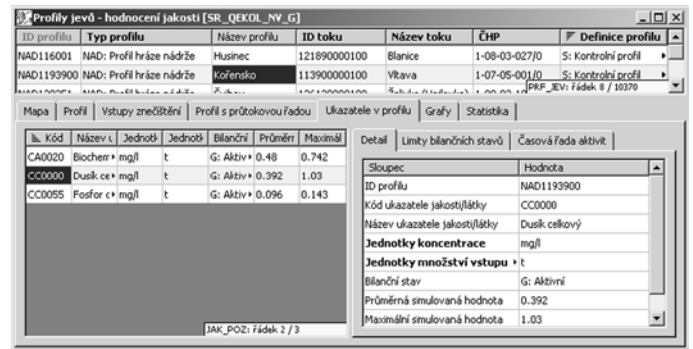 Profily jevů - hodnocení jakosti [SR_QEKOL_NV_G]
ID profilu Typ profilu Název profilu ID toku Název toku ČHP Definice profilu
NAD116001 NAD: Profil hráze nádrže Husinec 121890000100 Blanice 1-08-03-027/0 S: Kontrolní profil
NAD1193900 NAD: Profil hráze nádrže Kořensko 113900000100 Vltava 1-07-05-001/0 S: Kontrolní profil
PRF_JEV: řádek 8 / 10370
Mapa Profil Vstupy znečištění Profil s průtokovou řadou Ukazatele v profilu Grafy Statistika
Kód Název u Jednotk Jednotk Bilanční Průměrr Maximál
CA0020 Biochem mg/l t G: Aktiv 0.48 0.742
CC0000 Dusík ce mg/l t G: Aktiv 0.392 1.03
CC0055 Fosfor c mg/l t G: Aktiv 0.096 0.143
JAK_POZ: řádek 2 / 3
Detail Limity bilančních stavů Časová řada aktivit
Sloupec Hodnota
ID profilu NAD1193900
Kód ukazatele jakosti/látky CC0000
Název ukazatele jakosti/látky Dusík celkový
Jednotky koncentrace mg/l
Jednotky množství vstupu t
Bilanční stav G: Aktivní
Průměrná simulovaná hodnota 0.392
Maximální simulovaná hodnota 1.03